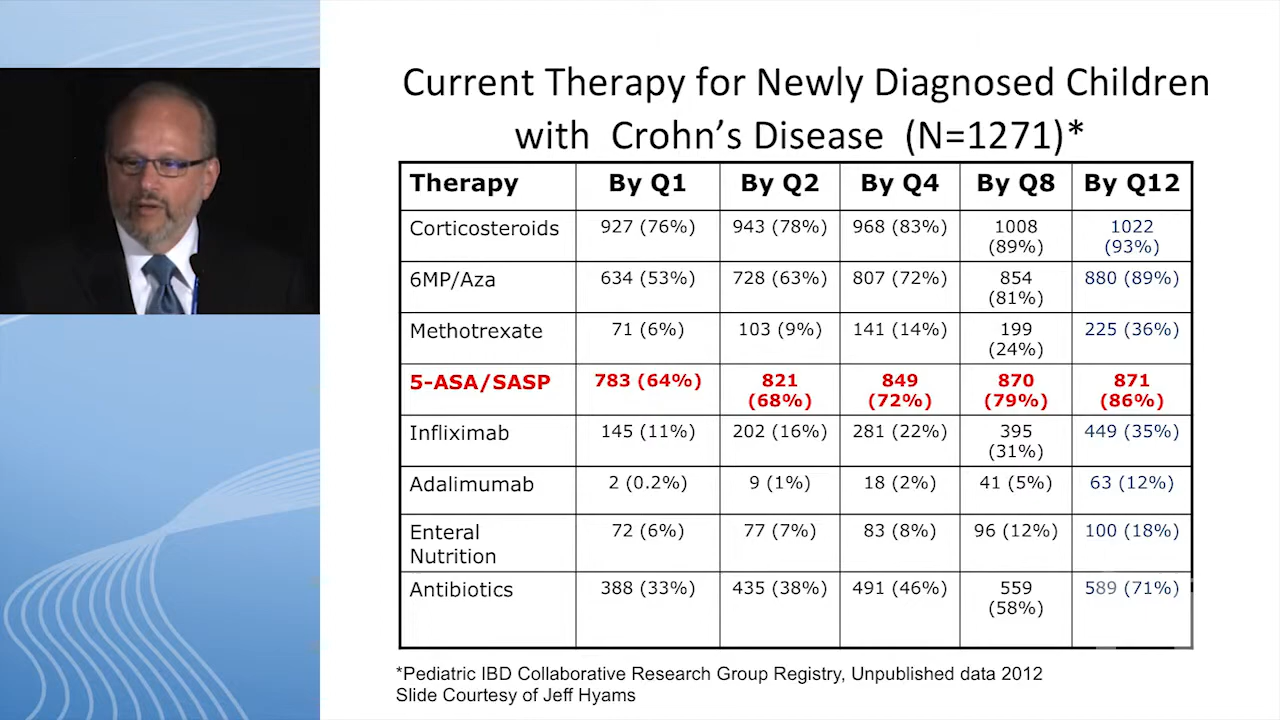 Current Therapy for Newly Diagnosed Children
with Crohn's Disease (N=1271)*
Therapy By Q1 By Q2 By Q4 By Q8 By Q12
Corticosteroids 927 (76%) 943 (78%) 968 (83%) 1008 (89%) 1022 (93%)
6MP/Aza 634 (53%) 728 (63%) 807 (72%) 854 (81%) 880 (89%)
Methotrexate 71 (6%) 103 (9%) 141 (14%) 199 (24%) 225 (36%)
5-ASA/SASP 783 (64%) 821 (68%) 849 (72%) 870 (79%) 871 (86%)
Infliximab 145 (11%) 202 (16%) 281 (22%) 395 (31%) 449 (35%)
Adalimumab 2 (0.2%) 9 (1%) 18 (2%) 41 (5%) 63 (12%)
Enteral Nutrition 72 (6%) 77 (7%) 83 (8%) 96 (12%) 100 (18%)
Antibiotics 388 (33%) 435 (38%) 491 (46%) 559 (58%) 589 (71%)
*Pediatric IBD Collaborative Research Group Registry, Unpublished data 2012
Slide Courtesy of Jeff Hyams